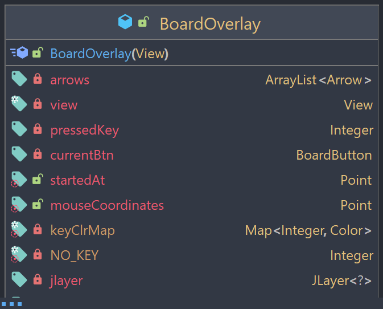 BoardOverlay
BoardOverlay(View)
arrows ArrayList<Arrow>
view View
pressedKey Integer
currentBtn BoardButton
startedAt Point
mouseCoordinates Point
keyClrMap Map<Integer, Color>
NO_KEY Integer
jlayer JLayer<?>